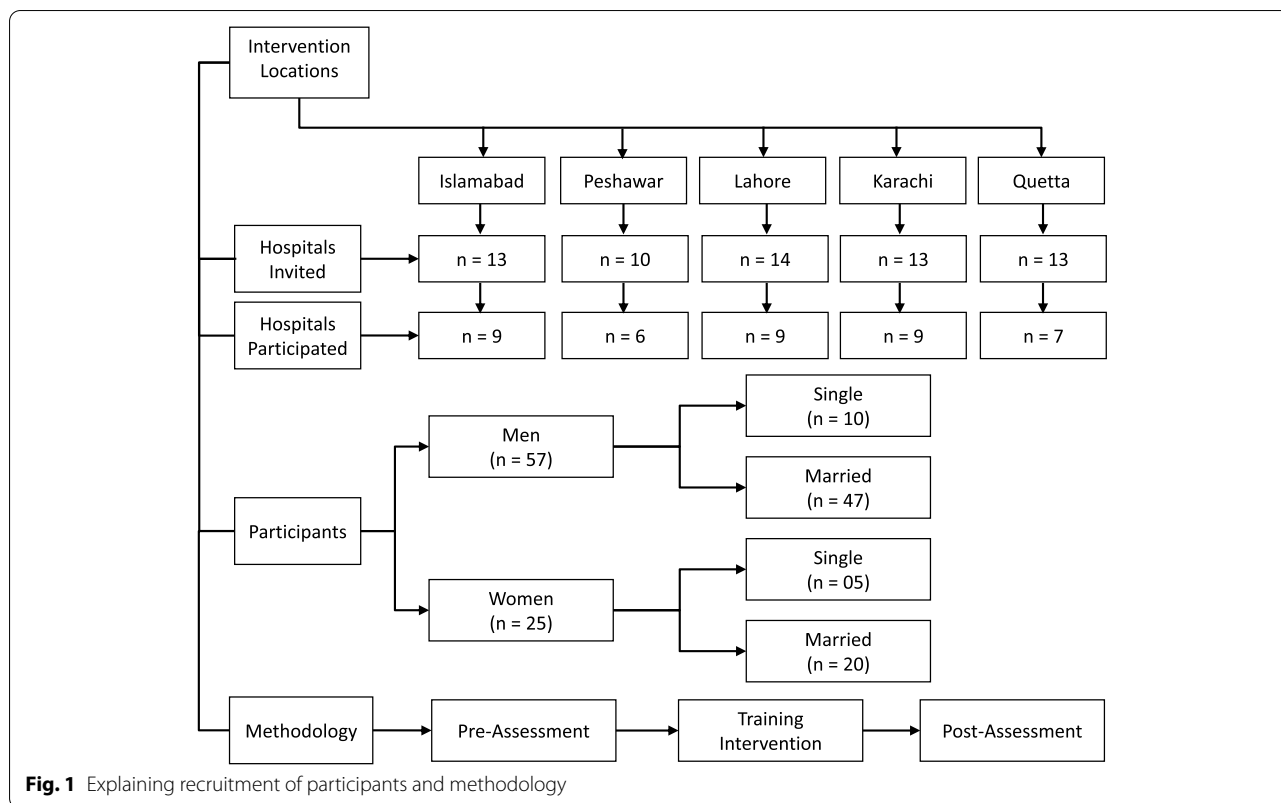 Intervention
Locations
Islamabad
Peshawar
Lahore
Karachi
Quetta
Hospitals
Invited
n = 13
n = 10
n = 14
n = 13
n = 13
Hospitals
Participated
n = 9
n = 6
n = 9
n = 9
n = 7
Participants
Men
(n = 57)
Single
(n = 10)
Married
(n = 47)
Women
(n = 25)
Single
(n = 05)
Married
(n = 20)
Methodology
Pre-Assessment
Training
Intervention
Post-Assessment
Fig. 1 Explaining recruitment of participants and methodology